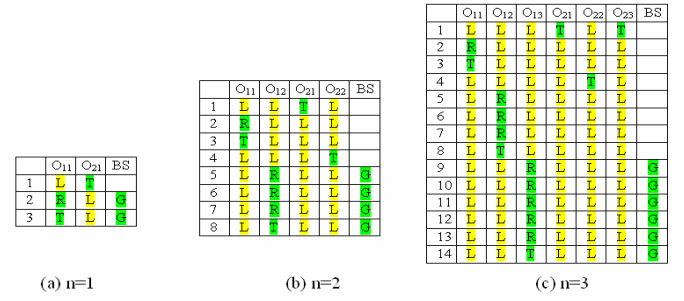 O₁₁ O₂₁ BS
1 L T
2 R L G
3 T L G
(a) n=1
O₁₁ O₁₂ O₂₁ O₂₂ BS
1 L L T L
2 R L L L
3 T L L L
4 L L L T
5 L R L L G
6 L R L L G
7 L R L L G
8 L T L L G
(b) n=2
O₁₁ O₁₂ O₁₃ O₂₁ O₂₂ O₂₃ BS
1 L L L T L T
2 R L L L L L
3 T L L L L L
4 L L L L T L
5 L R L L L L
6 L R L L L L
7 L R L L L L
8 L T L L L L
9 L L R L L L G
10 L L R L L L G
11 L L R L L L G
12 L L R L L L G
13 L L R L L L G
14 L L T L L L G
(c) n=3